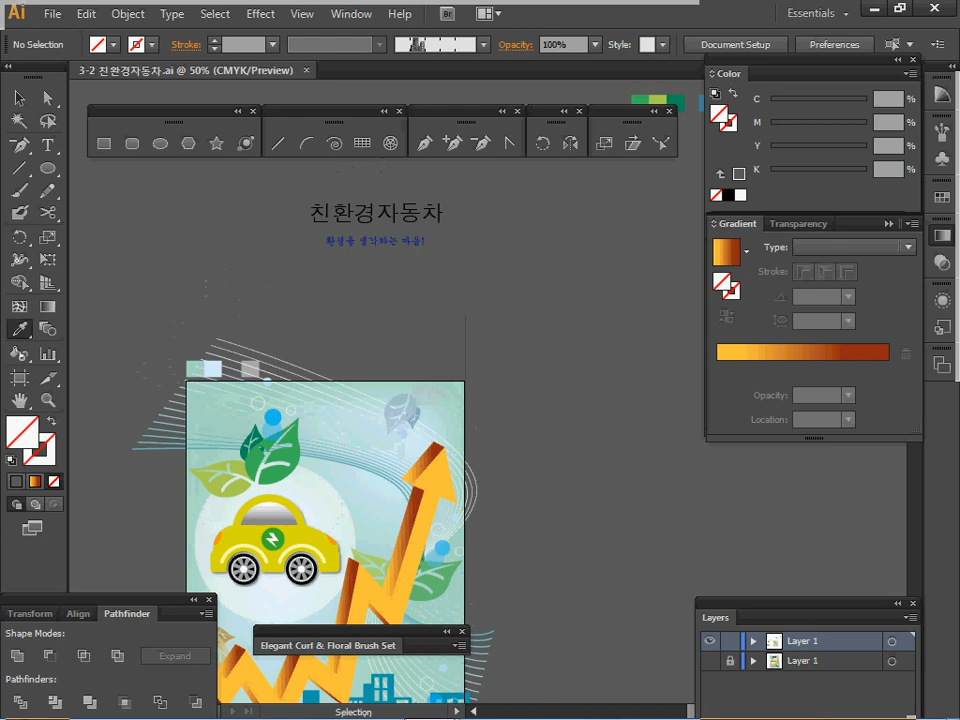 Ai File Edit Object Type Select Effect View Window Help Br Essentials
No Selection Stroke: Opacity: 100% Style: Document Setup Preferences
3-2 친환경자동차.ai @ 50% (CMYK/Preview) ×
Color
C %
M %
Y %
K %
친환경자동차
환경을 생각하는 마음!
Gradient Transparency
Type:
Stroke:
Opacity:
Location:
Transform Align Pathfinder
Shape Modes:
Expand
Pathfinders:
Elegant Curl & Floral Brush Set
Selection
Layers
Layer 1
Layer 1